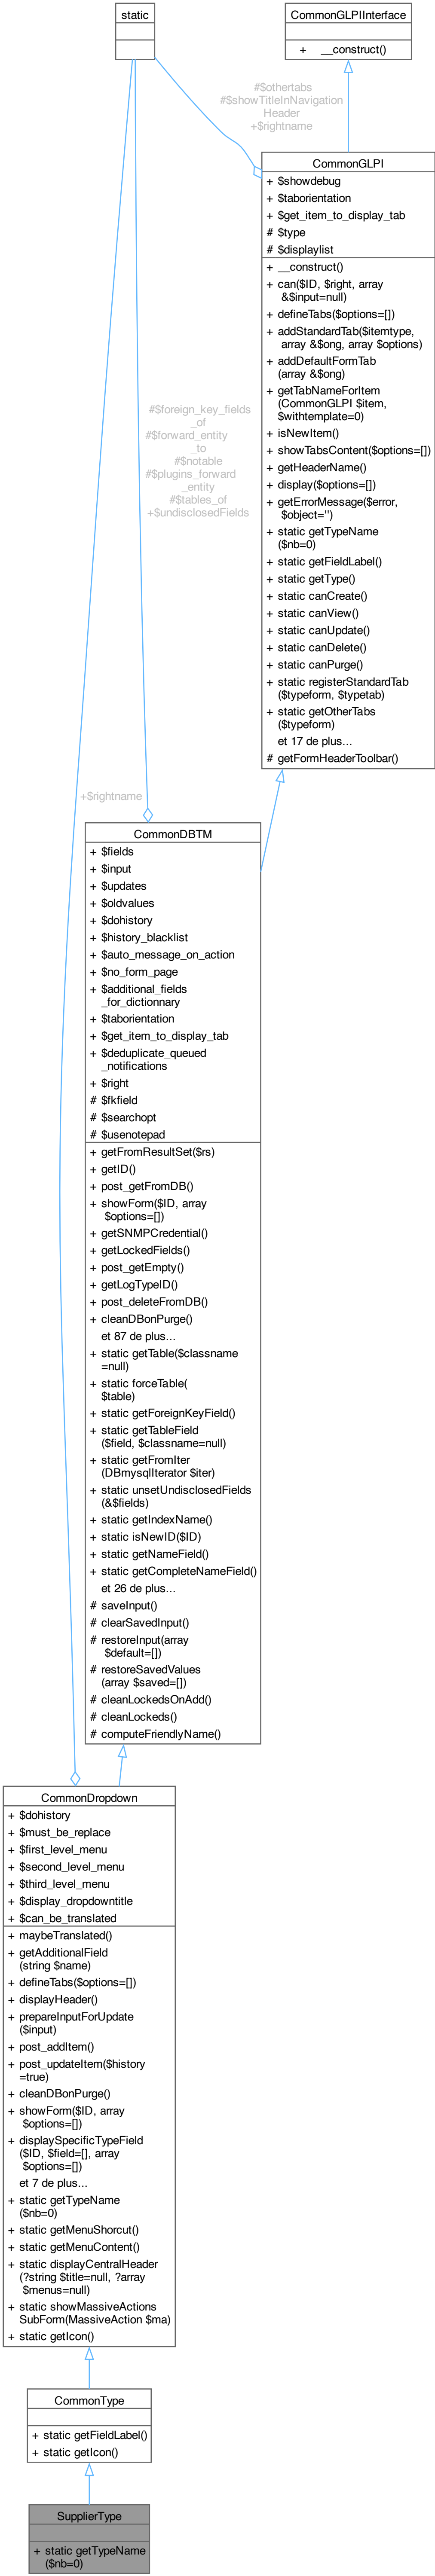 static
CommonGLPIInterface
+ __construct()
#$othertabs
#$showTitleInNavigation
Header
+$rightname
CommonGLPI
+ $showdebug
+ $taborientation
+ $get_item_to_display_tab
# $type
# $displaylist
+ __construct()
+ can($ID, $right, array
&$input=null)
+ defineTabs($options=[])
+ addStandardTab($itemtype,
array &$ong, array $options)
+ addDefaultFormTab
(array &$ong)
+ getTabNameForItem
(CommonGLPI $item,
$withtemplate=0)
+ isNewItem()
+ showTabsContent($options=[])
+ getHeaderName()
+ display($options=[])
+ getErrorMessage($error,
$object='')
+ static getTypeName
($nb=0)
+ static getFieldLabel()
+ static getType()
+ static canCreate()
+ static canView()
+ static canUpdate()
+ static canDelete()
+ static canPurge()
+ static registerStandardTab
($typeform, $typetab)
+ static getOtherTabs
($typeform)
et 17 de plus...
# getFormHeaderToolbar()
#$foreign_key_fields
_of
#$forward_entity
_to
#$notable
#$plugins_forward
_entity
#$tables_of
+$undisclosedFields
+$rightname
CommonDBTM
+ $fields
+ $input
+ $updates
+ $oldvalues
+ $dohistory
+ $history_blacklist
+ $auto_message_on_action
+ $no_form_page
+ $additional_fields
_for_dictionnary
+ $taborientation
+ $get_item_to_display_tab
+ $deduplicate_queued
_notifications
+ $right
# $fkfield
# $searchopt
# $usenotepad
+ getFromResultSet($rs)
+ getID()
+ post_getFromDB()
+ showForm($ID, array
$options=[])
+ getSNMPCredential()
+ getLockedFields()
+ post_getEmpty()
+ getLogTypeID()
+ post_deleteFromDB()
+ cleanDBonPurge()
et 87 de plus...
+ static getTable($classname
=null)
+ static forceTable(
$table)
+ static getForeignKeyField()
+ static getTableField
($field, $classname=null)
+ static getFromIter
(DBmysqlIterator $iter)
+ static unsetUndisclosedFields
(&$fields)
+ static getIndexName()
+ static isNewID($ID)
+ static getNameField()
+ static getCompleteNameField()
et 26 de plus...
# saveInput()
# clearSavedInput()
# restoreInput(array
$default=[])
# restoreSavedValues
(array $saved=[])
# cleanLockedsOnAdd()
# cleanLockeds()
# computeFriendlyName()
CommonDropdown
+ $dohistory
+ $must_be_replace
+ $first_level_menu
+ $second_level_menu
+ $third_level_menu
+ $display_dropdowntitle
+ $can_be_translated
+ maybeTranslated()
+ getAdditionalField
(string $name)
+ defineTabs($options=[])
+ displayHeader()
+ prepareInputForUpdate
($input)
+ post_addItem()
+ post_updateItem($history
=true)
+ cleanDBonPurge()
+ showForm($ID, array
$options=[])
+ displaySpecificTypeField
($ID, $field=[], array
$options=[])
et 7 de plus...
+ static getTypeName
($nb=0)
+ static getMenuShorcut()
+ static getMenuContent()
+ static displayCentralHeader
(?string $title=null, ?array
$menus=null)
+ static showMassiveActions
SubForm(MassiveAction $ma)
+ static getIcon()
CommonType
+ static getFieldLabel()
+ static getIcon()
SupplierType
+ static getTypeName
($nb=0)